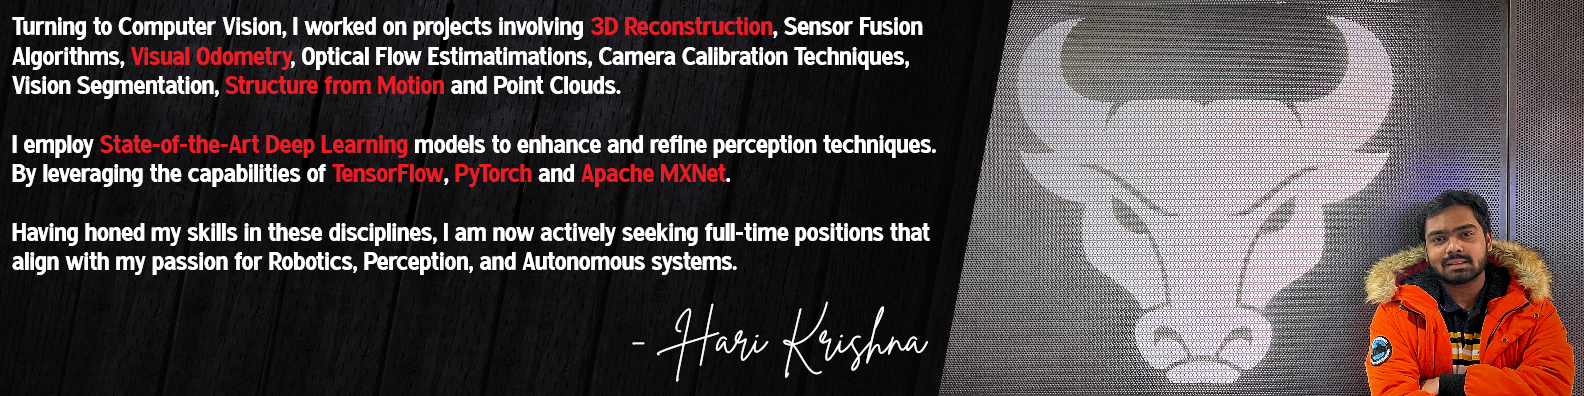 Turning to Computer Vision, I worked on projects involving 3D Reconstruction, Sensor Fusion
Algorithms, Visual Odometry, Optical Flow Estimatimations, Camera Calibration Techniques,
Vision Segmentation, Structure from Motion and Point Clouds.
I employ State-of-the-Art Deep Learning models to enhance and refine perception techniques.
By leveraging the capabilities of TensorFlow, PyTorch and Apache MXNet.
Having honed my skills in these disciplines, I am now actively seeking full-time positions that
align with my passion for Robotics, Perception, and Autonomous systems.
- Hari Krishna